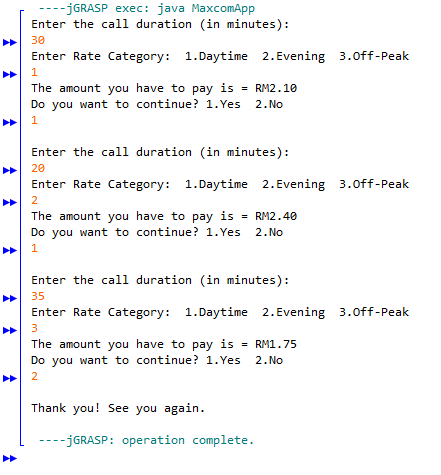 ----jGRASP exec: java MaxcomApp
Enter the call duration (in minutes):
30
Enter Rate Category:  1.Daytime  2.Evening  3.Off-Peak
1
The amount you have to pay is = RM2.10
Do you want to continue? 1.Yes  2.No
1
Enter the call duration (in minutes):
20
Enter Rate Category:  1.Daytime  2.Evening  3.Off-Peak
2
The amount you have to pay is = RM2.40
Do you want to continue? 1.Yes  2.No
1
Enter the call duration (in minutes):
35
Enter Rate Category:  1.Daytime  2.Evening  3.Off-Peak
3
The amount you have to pay is = RM1.75
Do you want to continue? 1.Yes  2.No
2
Thank you! See you again.
----jGRASP: operation complete.